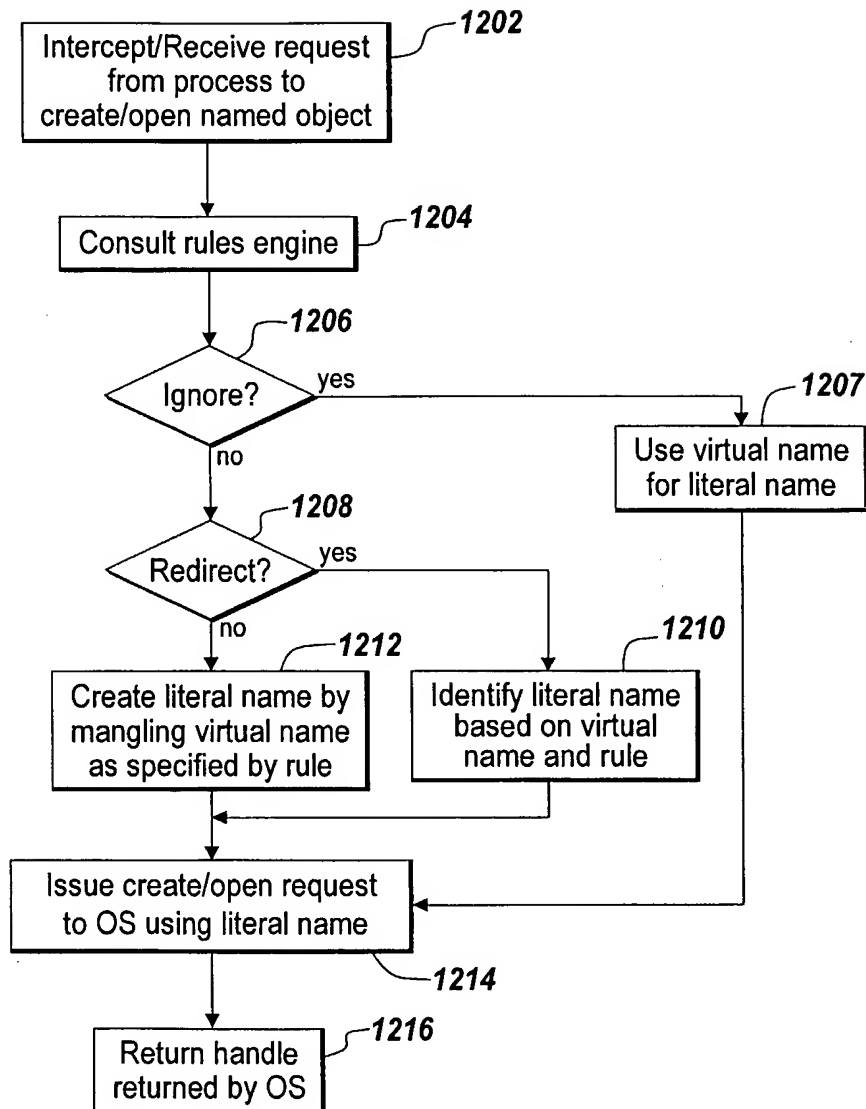 1202
Intercept/Receive request
from process to
create/open named object
1204
Consult rules engine
1206
Ignore?
yes
no
1207
Use virtual name
for literal name
1208
Redirect?
yes
no
1212
Create literal name by
mangling virtual name
as specified by rule
1210
Identify literal name
based on virtual
name and rule
Issue create/open request
to OS using literal name
1214
1216
Return handle
returned by OS